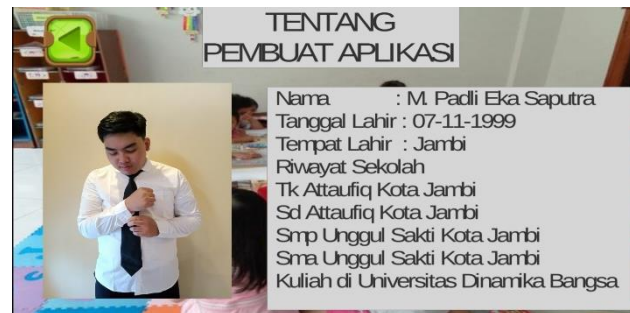 TENTANG
PEMBUAT APLIKASI
Nama : M. Padli Eka Saputra
Tanggal Lahir : 07-11-1999
Tempat Lahir : Jambi
Riwayat Sekolah
Tk Attaufiq Kota Jambi
Sd Attaufiq Kota Jambi
Smp Unggul Sakti Kota Jambi
Sma Unggul Sakti Kota Jambi
Kuliah di Universitas Dinamika Bangsa